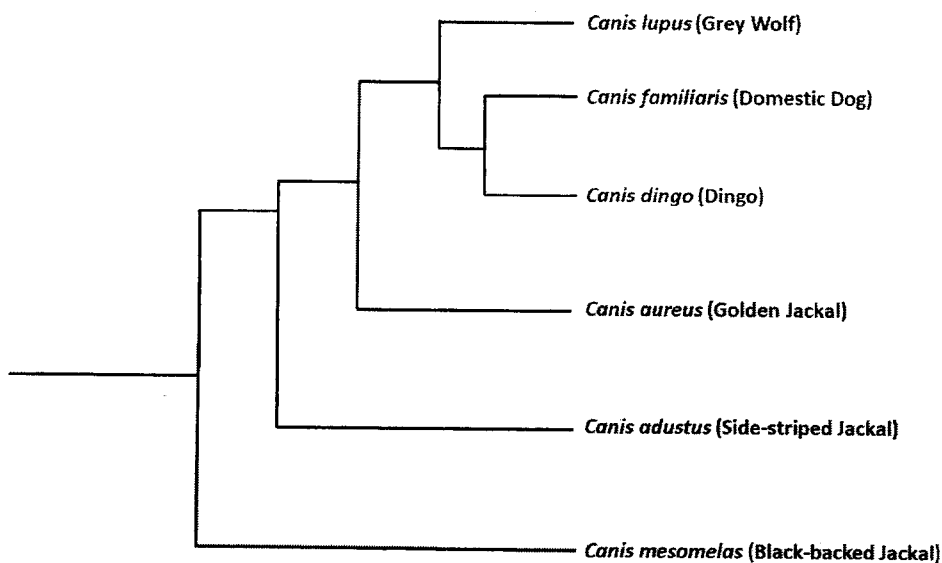 Canis lupus (Grey Wolf)
Canis familiaris (Domestic Dog)
Canis dingo (Dingo)
Canis aureus (Golden Jackal)
Canis adustus (Side-striped Jackal)
Canis mesomelas (Black-backed Jackal)